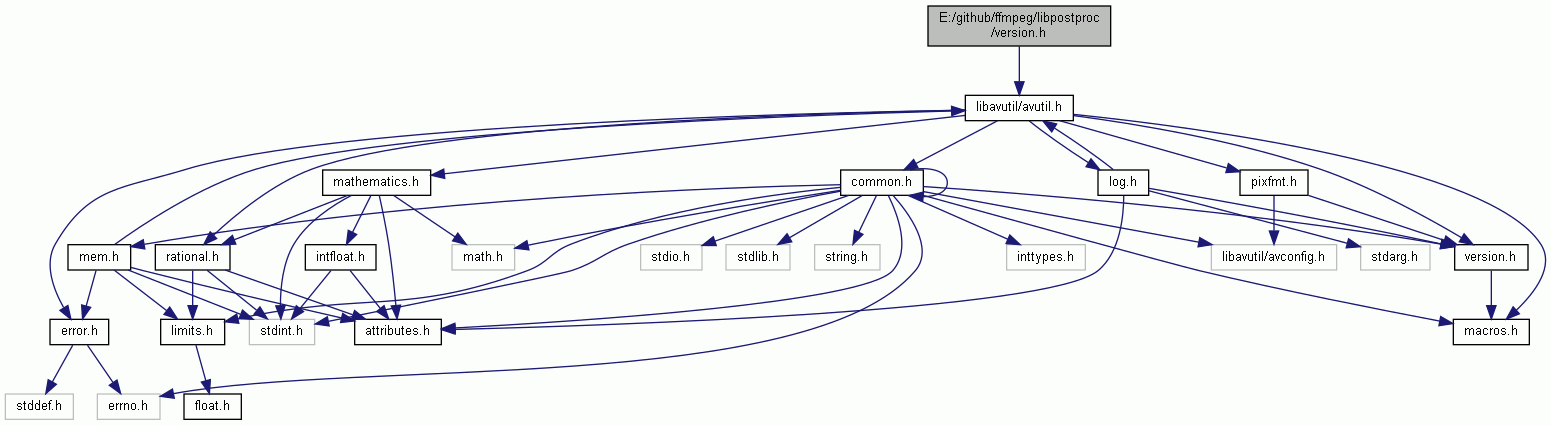 E:/github/ffmpeg/libpostproc
/version.h
libavutil/avutil.h
mathematics.h
common.h
log.h
pixfmt.h
mem.h
rational.h
intfloat.h
math.h
stdio.h
stdlib.h
string.h
inttypes.h
libavutil/avconfig.h
stdarg.h
version.h
error.h
limits.h
stdint.h
attributes.h
macros.h
stddef.h
errno.h
float.h